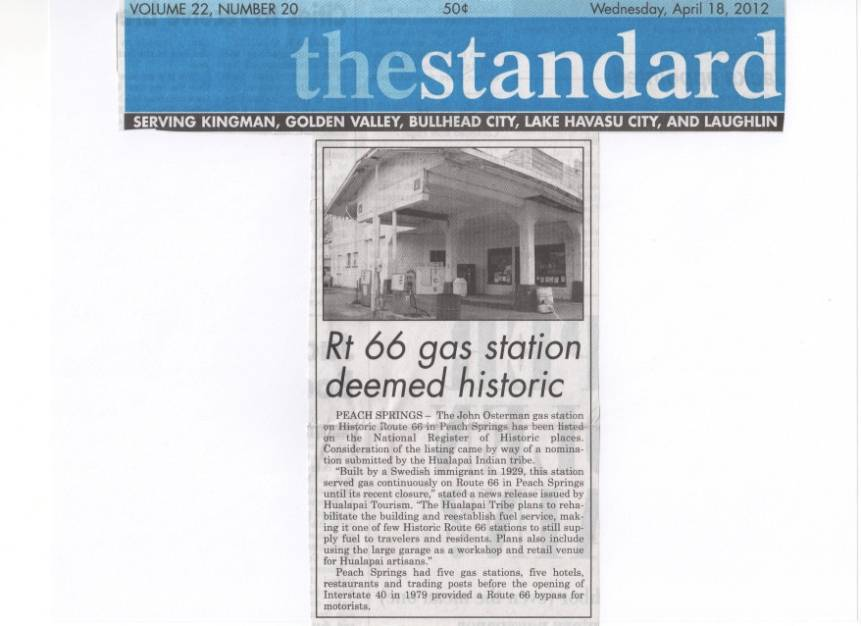 VOLUME 22, NUMBER 20 50¢ Wednesday, April 18, 2012
thestandard
SERVING KINGMAN, GOLDEN VALLEY, BULLHEAD CITY, LAKE HAVASU CITY, AND LAUGHLIN
Rt 66 gas station
deemed historic
PEACH SPRINGS – The John Osterman gas station
on Historic Route 66 in Peach Springs has been listed
on the National Register of Historic places.
Consideration of the listing came by way of a nomina-
tion submitted by the Hualapai Indian tribe.
"Built by a Swedish immigrant in 1929, this station
served gas continuously on Route 66 in Peach Springs
until its recent closure," stated a news release issued by
Hualapai Tourism. "The Hualapai Tribe plans to reha-
bilitate the building and reestablish fuel service, mak-
ing it one of few Historic Route 66 stations to still sup-
ply fuel to travelers and residents. Plans also include
using the large garage as a workshop and retail venue
for Hualapai artisans."
Peach Springs had five gas stations, five hotels,
restaurants and trading posts before the opening of
Interstate 40 in 1979 provided a Route 66 bypass for
motorists.